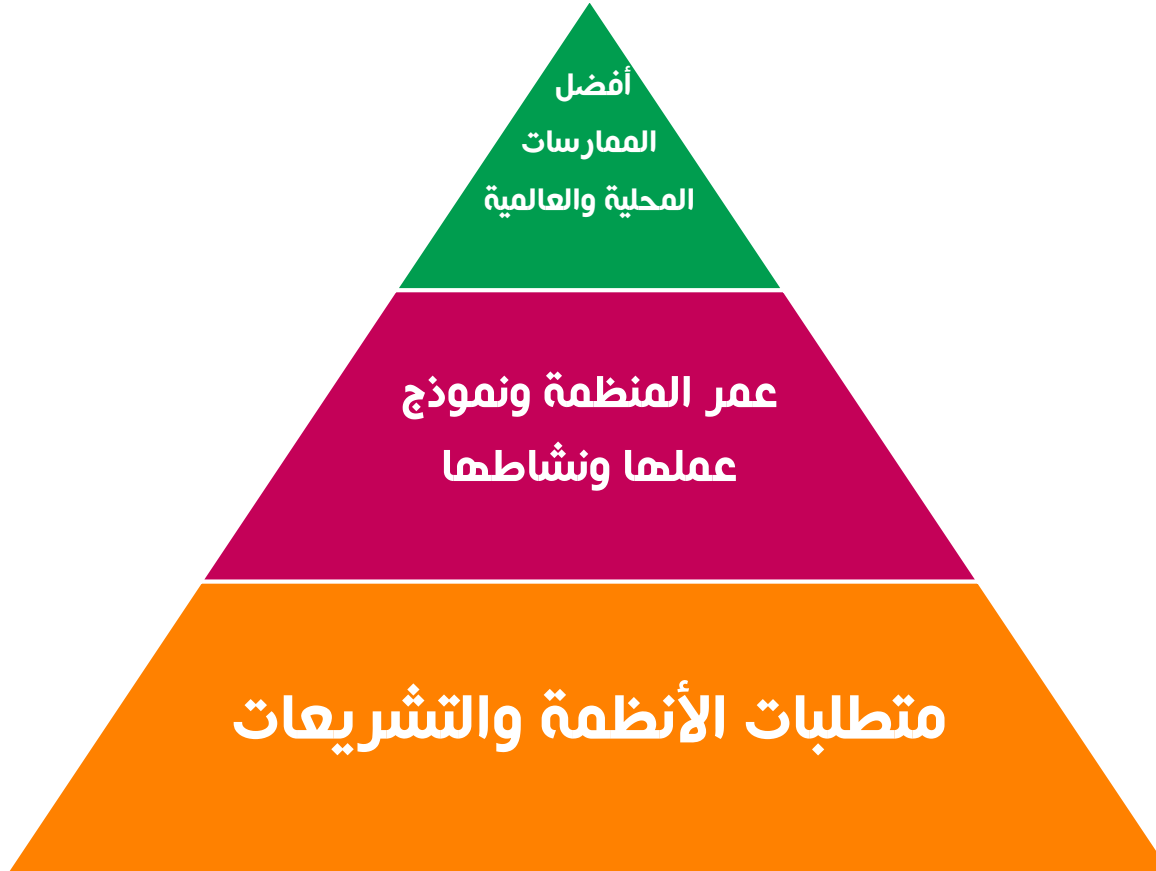 أفضل
الممارسات
المحلية والعالمية
عمر المنظمة ونموذج
عملها ونشاطها
متطلبات الأنظمة والتشريعات